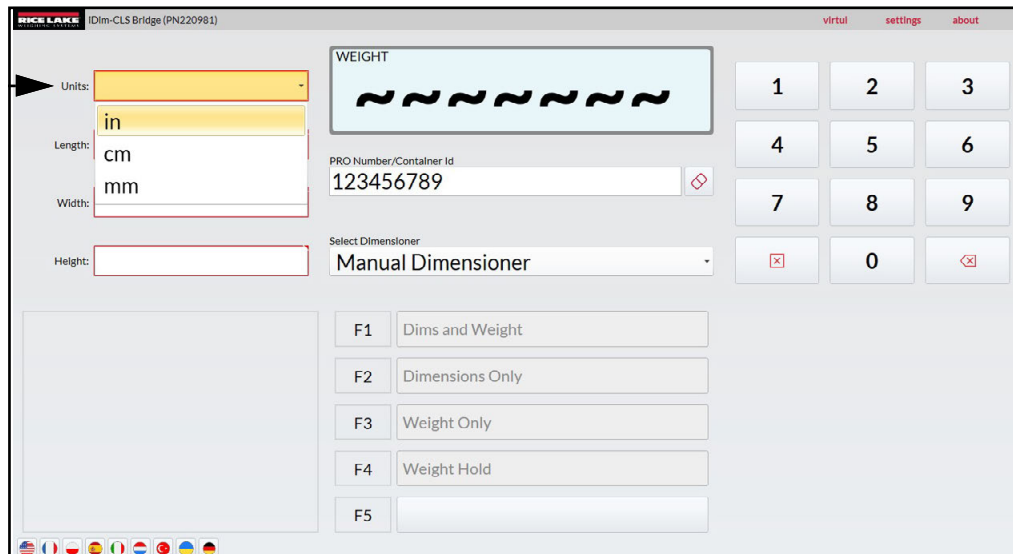 RICE LAKE
WEIGHING SYSTEMS
iDim-CLS Bridge (PN220981)
virtui
settings
about
Units:
in
cm
mm
Length:
Width:
Height:
WEIGHT
~~~~~~~
PRO Number/Container Id
123456789
Select Dimensioner
Manual Dimensioner
1
2
3
4
5
6
7
8
9
0
F1
Dims and Weight
F2
Dimensions Only
F3
Weight Only
F4
Weight Hold
F5